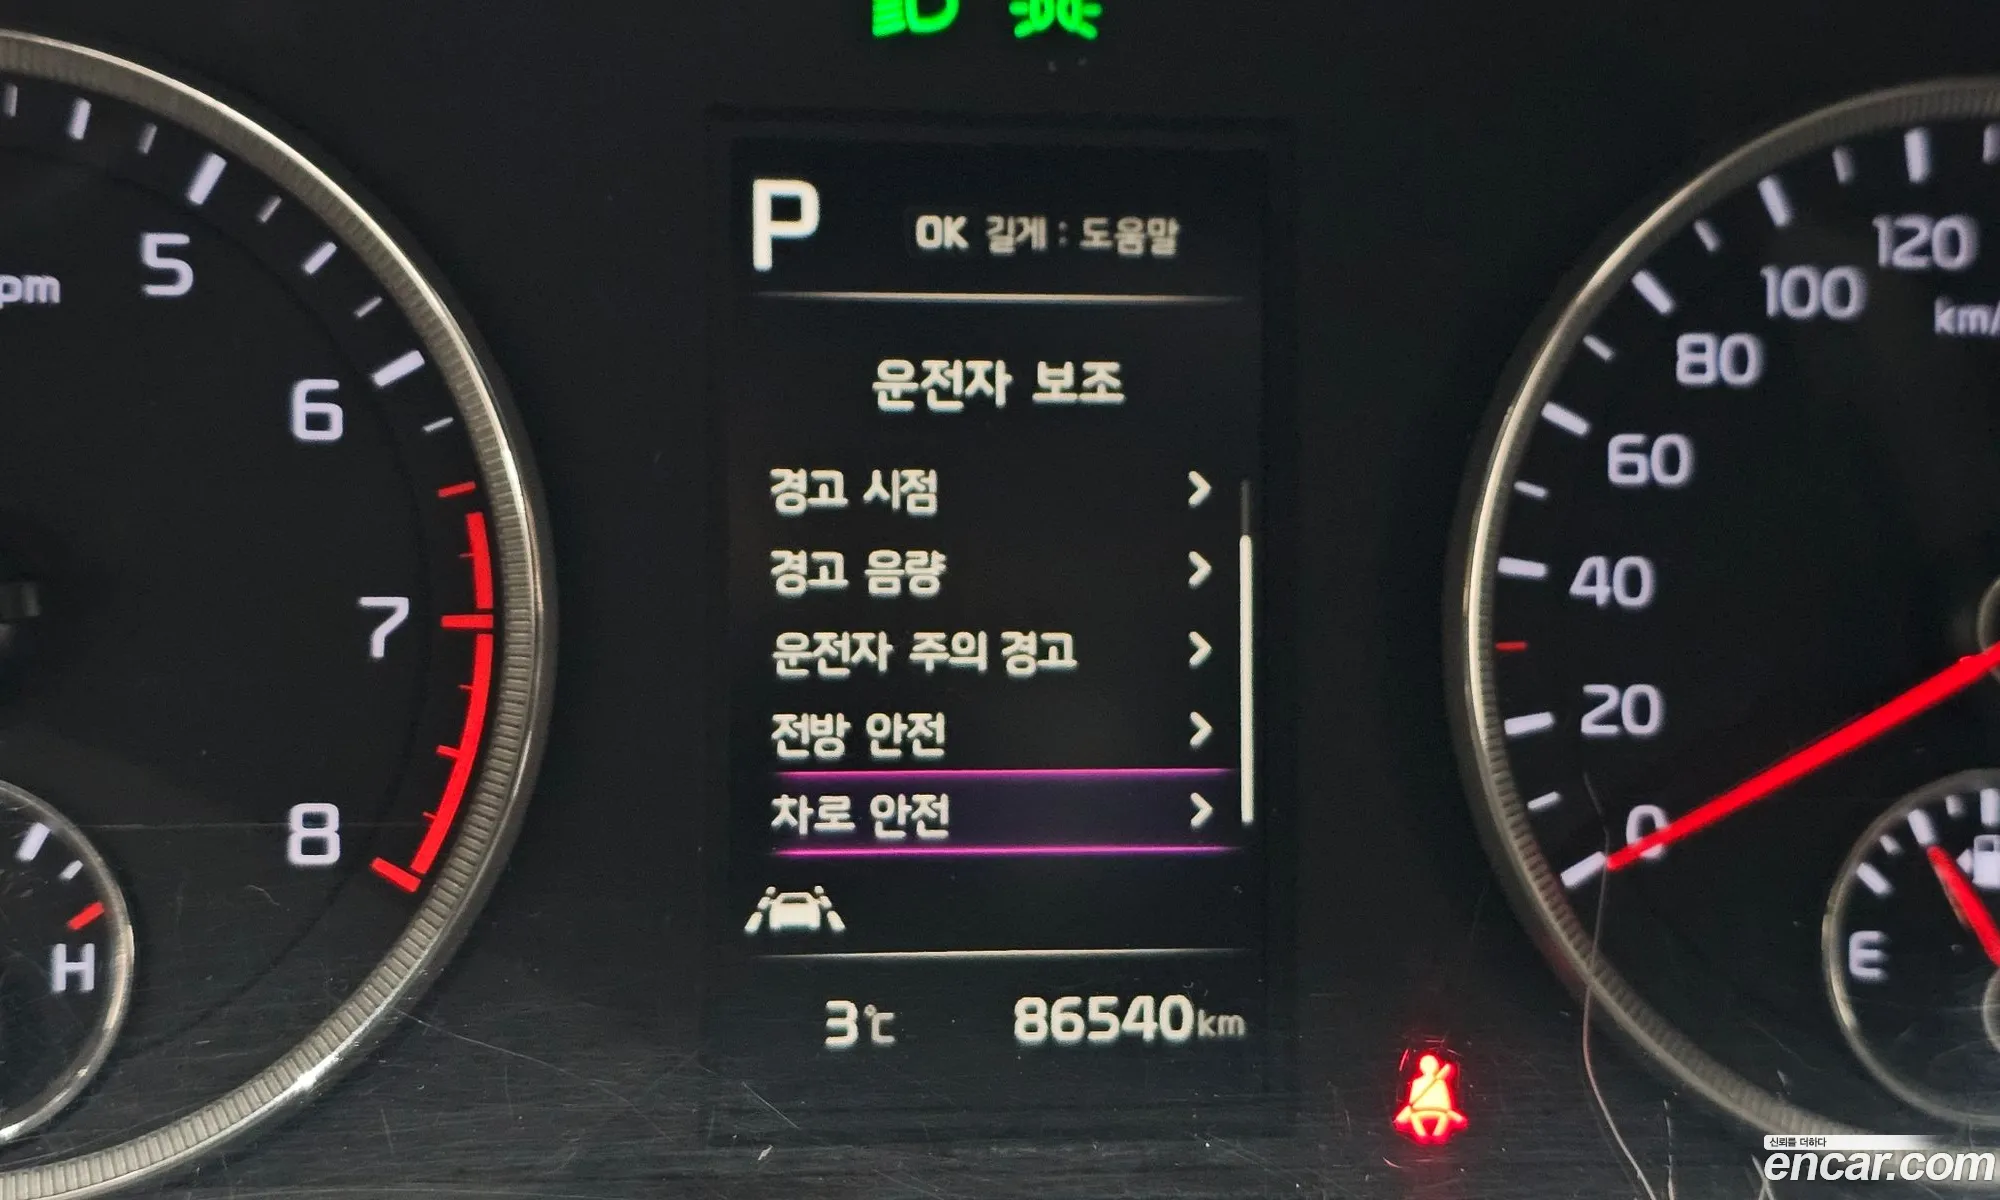 P
OK 길게 : 도움말
운전자 보조
경고 시점
경고 음량
운전자 주의 경고
전방 안전
차로 안전
3℃
86540km
5
6
7
8
H
120
100
80
60
40
20
0
E
신뢰를 더하다
encar.com